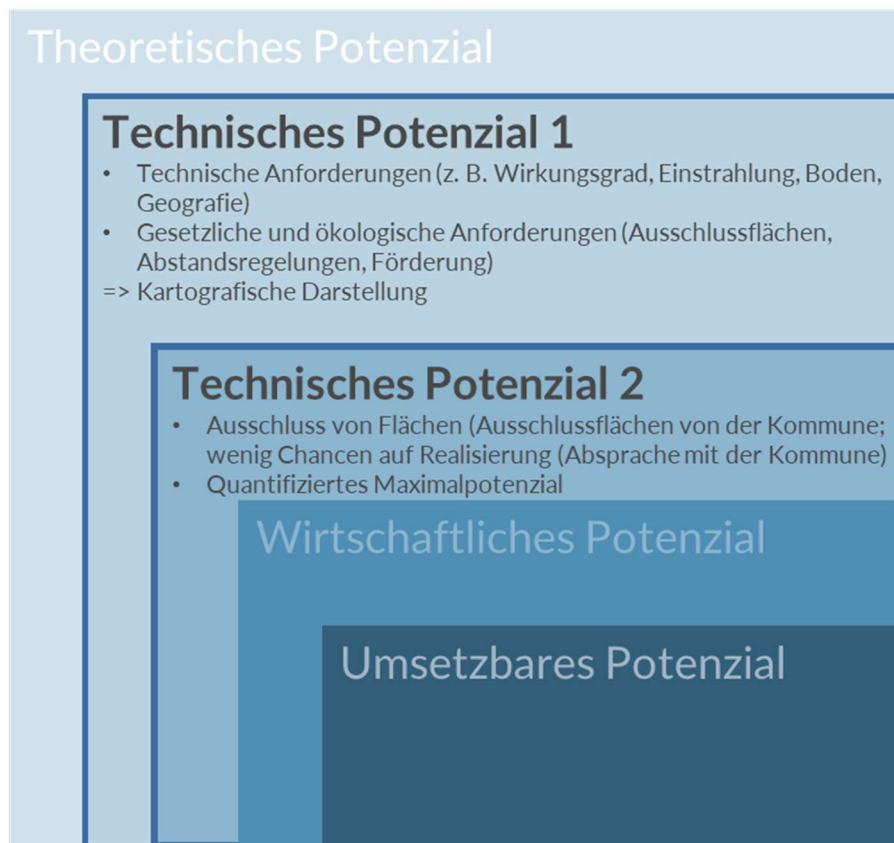 Theoretisches Potenzial
Technisches Potenzial 1
• Technische Anforderungen (z. B. Wirkungsgrad, Einstrahlung, Boden,
Geografie)
• Gesetzliche und ökologische Anforderungen (Ausschlussflächen,
Abstandsregelungen, Förderung)
=> Kartografische Darstellung
Technisches Potenzial 2
• Ausschluss von Flächen (Ausschlussflächen von der Kommune;
wenig Chancen auf Realisierung (Absprache mit der Kommune)
• Quantifiziertes Maximalpotenzial
Wirtschaftliches Potenzial
Umsetzbares Potenzial